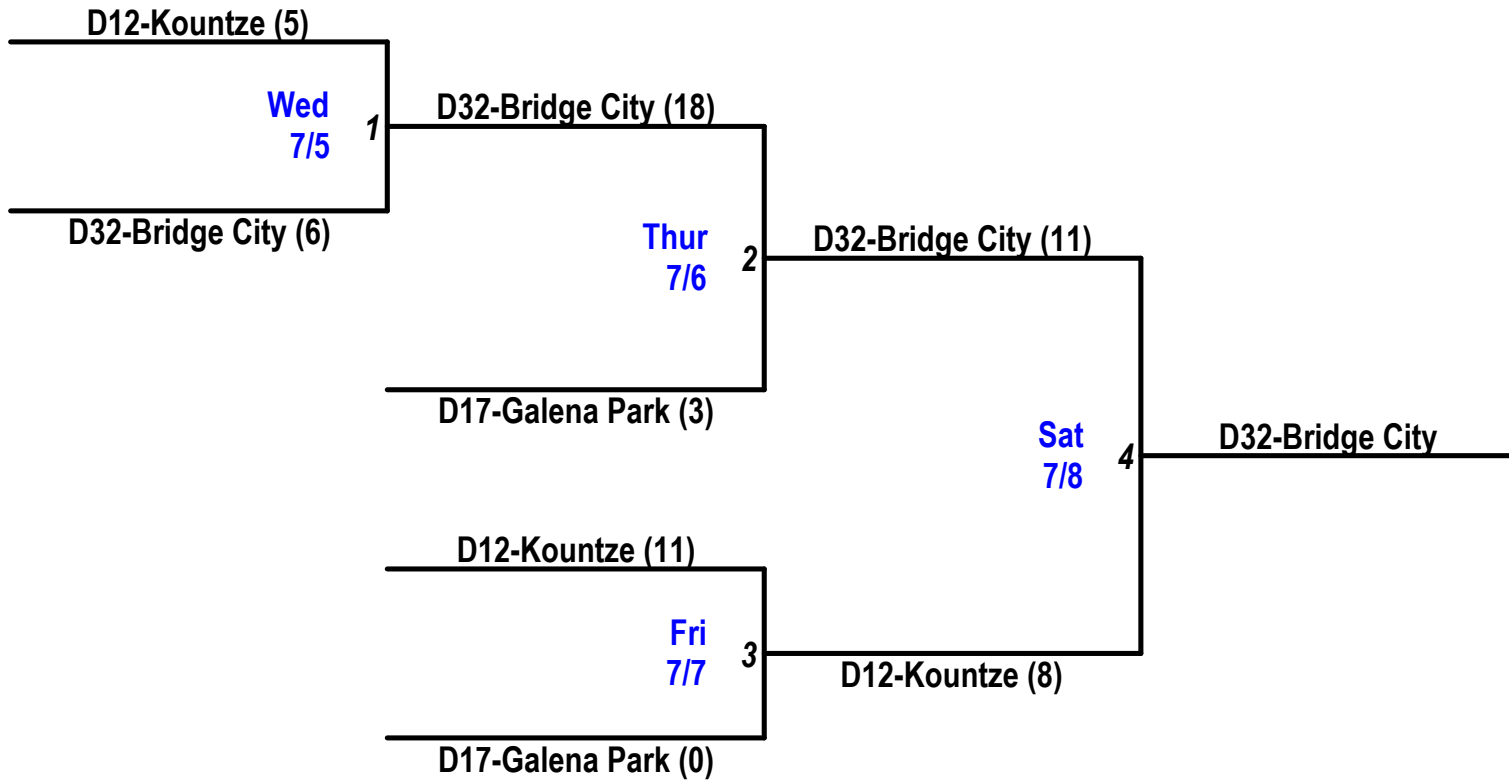 D12-Kountze (5)
Wed
7/5
1
D32-Bridge City (6)
D32-Bridge City (18)
Thur
7/6
2
D17-Galena Park (3)
D32-Bridge City (11)
D12-Kountze (11)
Fri
7/7
3
D17-Galena Park (0)
D12-Kountze (8)
Sat
7/8
4
D32-Bridge City